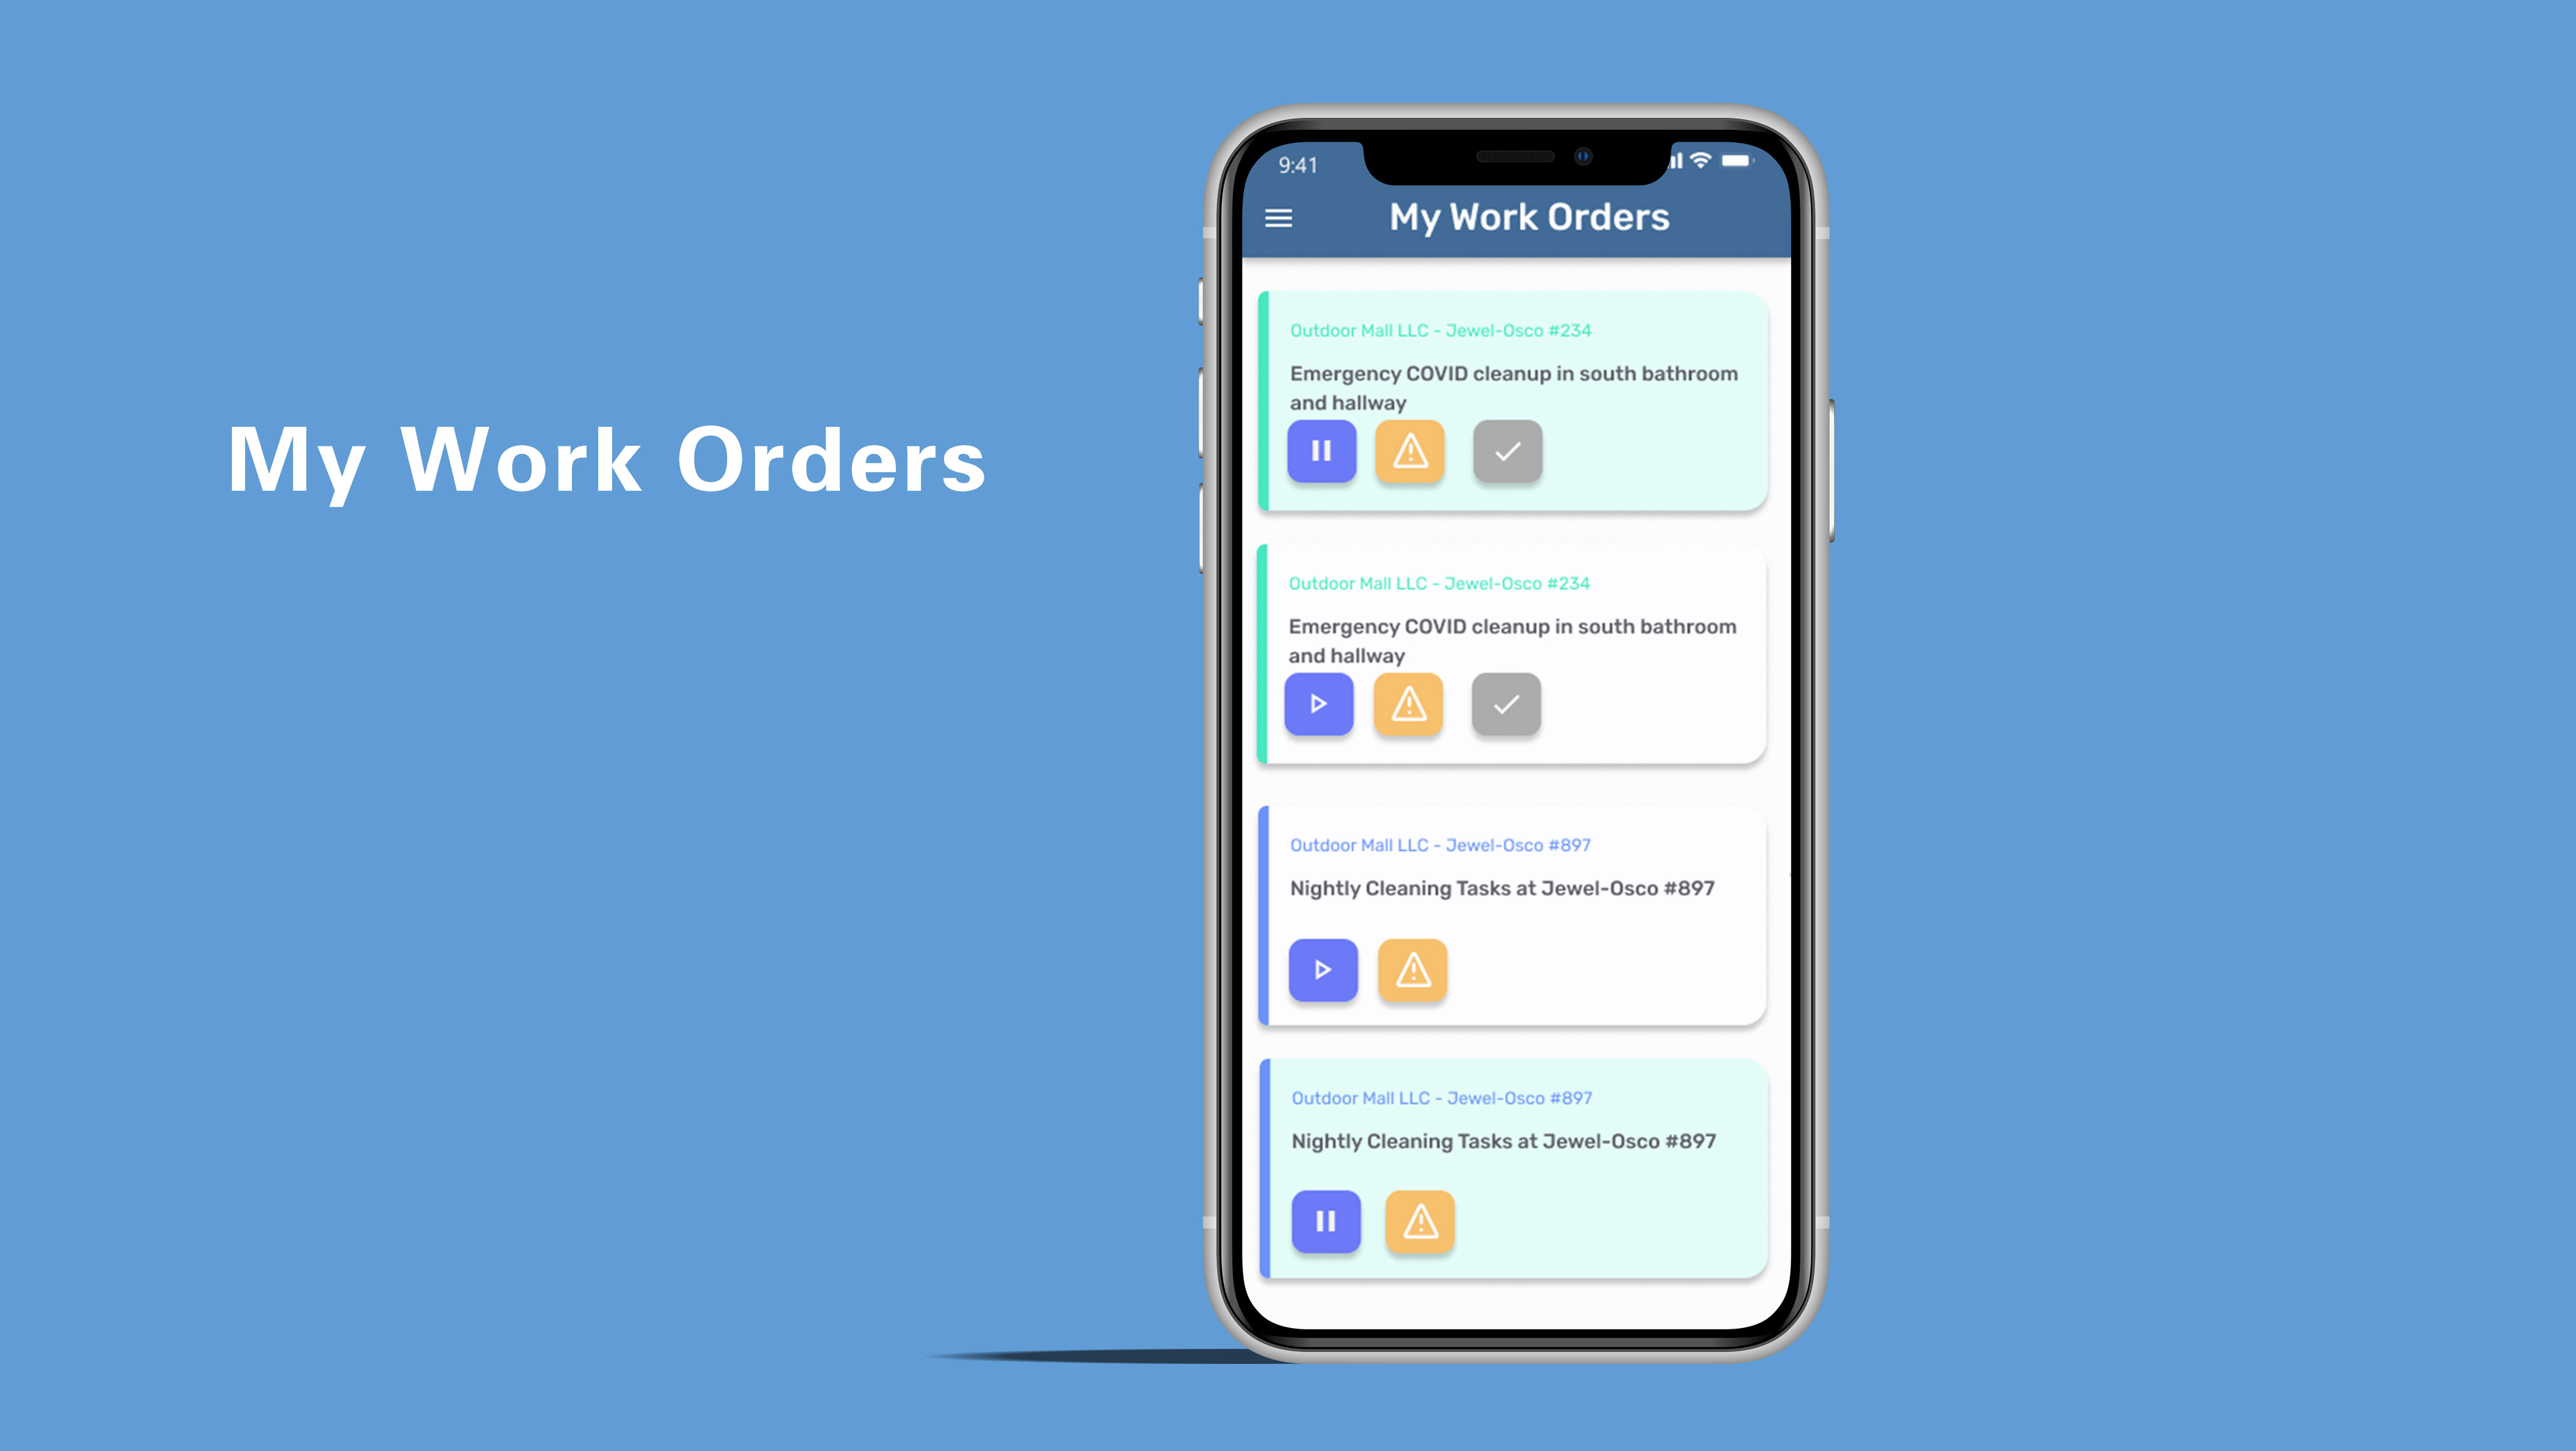 My Work Orders
9:41
My Work Orders
Outdoor Mall LLC - Jewel-Osco #234
Emergency COVID cleanup in south bathroom
and hallway
Outdoor Mall LLC - Jewel-Osco #234
Emergency COVID cleanup in south bathroom
and hallway
Outdoor Mall LLC - Jewel-Osco #897
Nightly Cleaning Tasks at Jewel-Osco #897
Outdoor Mall LLC - Jewel-Osco #897
Nightly Cleaning Tasks at Jewel-Osco #897